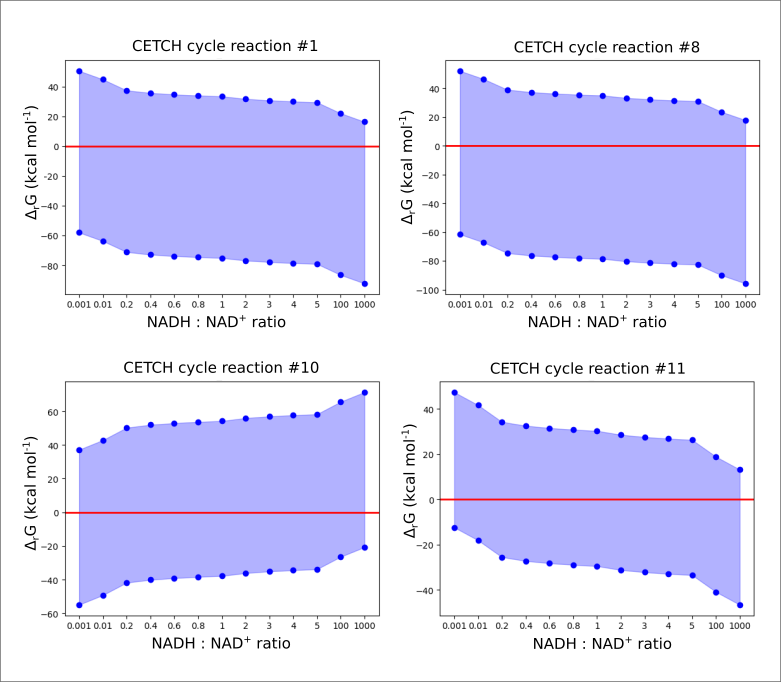 CETCH cycle reaction #1
ΔᵣG (kcal mol⁻¹)
40
20
0
−20
−40
−60
−80
0.001 0.01 0.2 0.4 0.6 0.8 1 2 3 4 5 100 1000
NADH : NAD⁺ ratio
CETCH cycle reaction #8
ΔᵣG (kcal mol⁻¹)
40
20
0
−20
−40
−60
−80
−100
0.001 0.01 0.2 0.4 0.6 0.8 1 2 3 4 5 100 1000
NADH : NAD⁺ ratio
CETCH cycle reaction #10
ΔᵣG (kcal mol⁻¹)
60
40
20
0
−20
−40
−60
0.001 0.01 0.2 0.4 0.6 0.8 1 2 3 4 5 100 1000
NADH : NAD⁺ ratio
CETCH cycle reaction #11
ΔᵣG (kcal mol⁻¹)
40
20
0
−20
−40
0.001 0.01 0.2 0.4 0.6 0.8 1 2 3 4 5 100 1000
NADH : NAD⁺ ratio